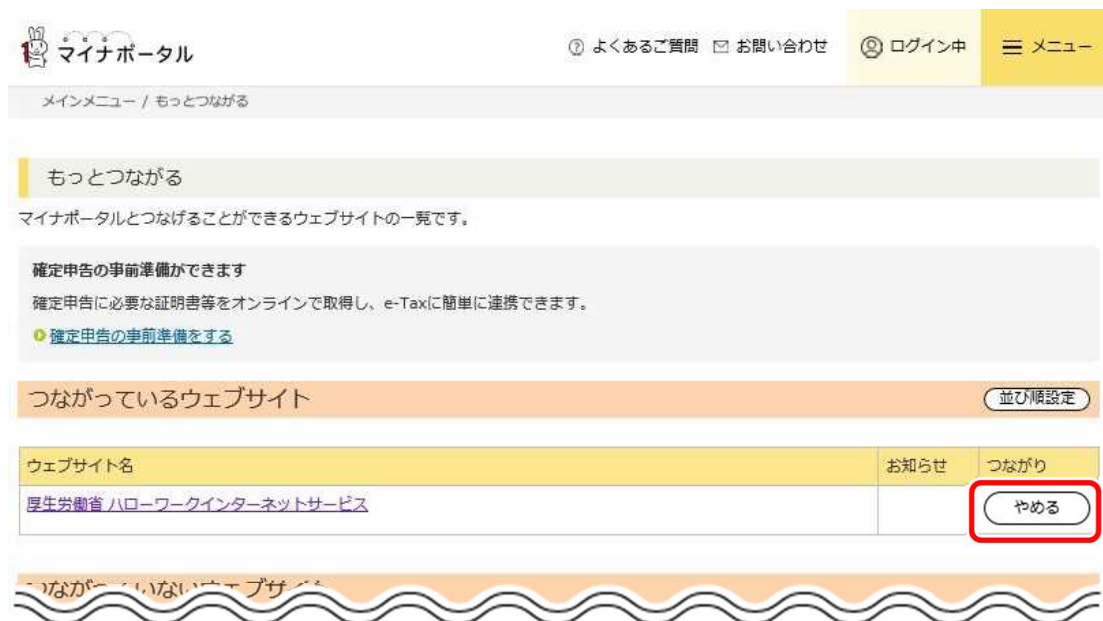 マイナポータル
よくあるご質問 お問い合わせ ログイン中 メニュー
メインメニュー / もっとつながる
もっとつながる
マイナポータルとつなげることができるウェブサイトの一覧です。
確定申告の事前準備ができます
確定申告に必要な証明書等をオンラインで取得し、e-Taxに簡単に連携できます。
確定申告の事前準備をする
つながっているウェブサイト 並び順設定
ウェブサイト名 お知らせ つながり
厚生労働省 ハローワークインターネットサービス やめる